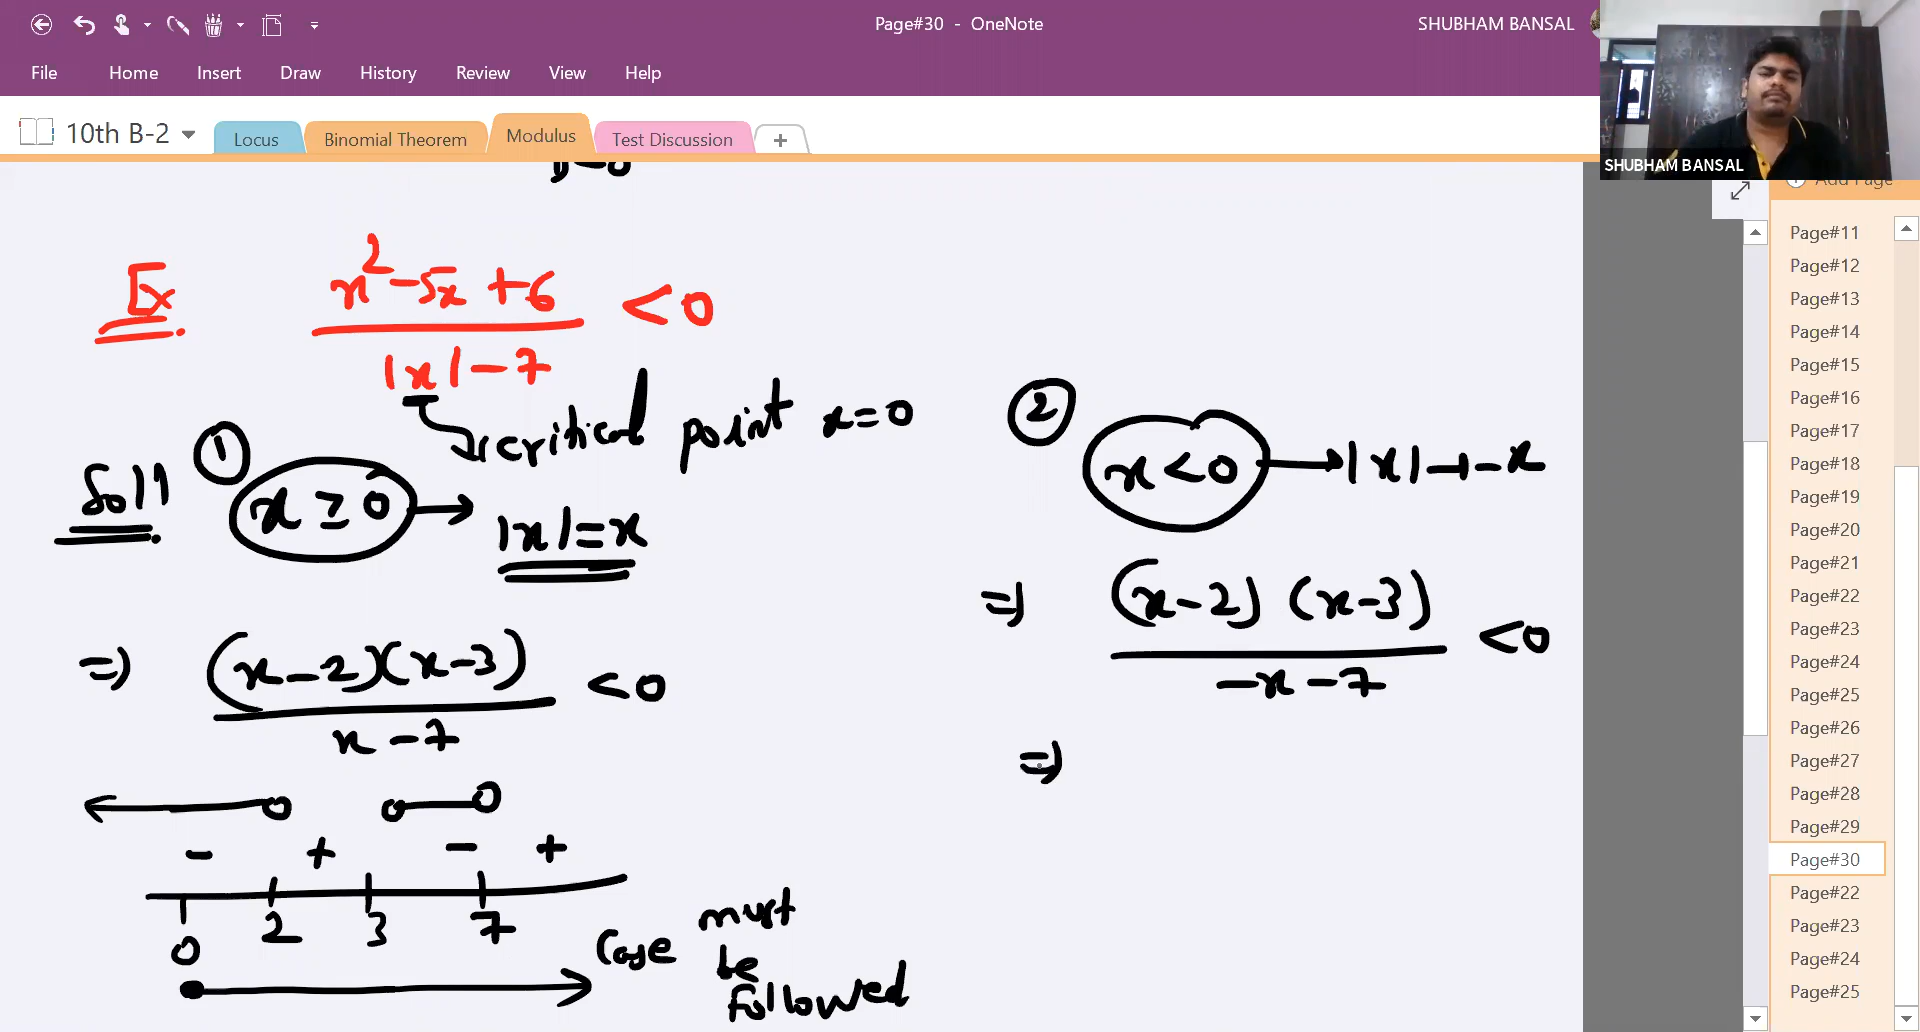 Page#30 - OneNote
SHUBHAM BANSAL
File Home Insert Draw History Review View Help
10th B-2
Locus Binomial Theorem Modulus Test Discussion +
SHUBHAM BANSAL
Add Page
Page#11
Page#12
Page#13
Page#14
Page#15
Page#16
Page#17
Page#18
Page#19
Page#20
Page#21
Page#22
Page#23
Page#24
Page#25
Page#26
Page#27
Page#28
Page#29
Page#30
Page#22
Page#23
Page#24
Page#25
Ex
x² - 5x + 6
< 0
|x| - 7
critical point x = 0
Solⁿ
① x ≥ 0 → |x| = x
⇒ (x-2)(x-3)
< 0
x - 7
- + - +
0 2 3 7
Case must
be
followed
② x < 0 → |x| → -x
⇒ (x-2) (x-3)
< 0
-x - 7
⇒